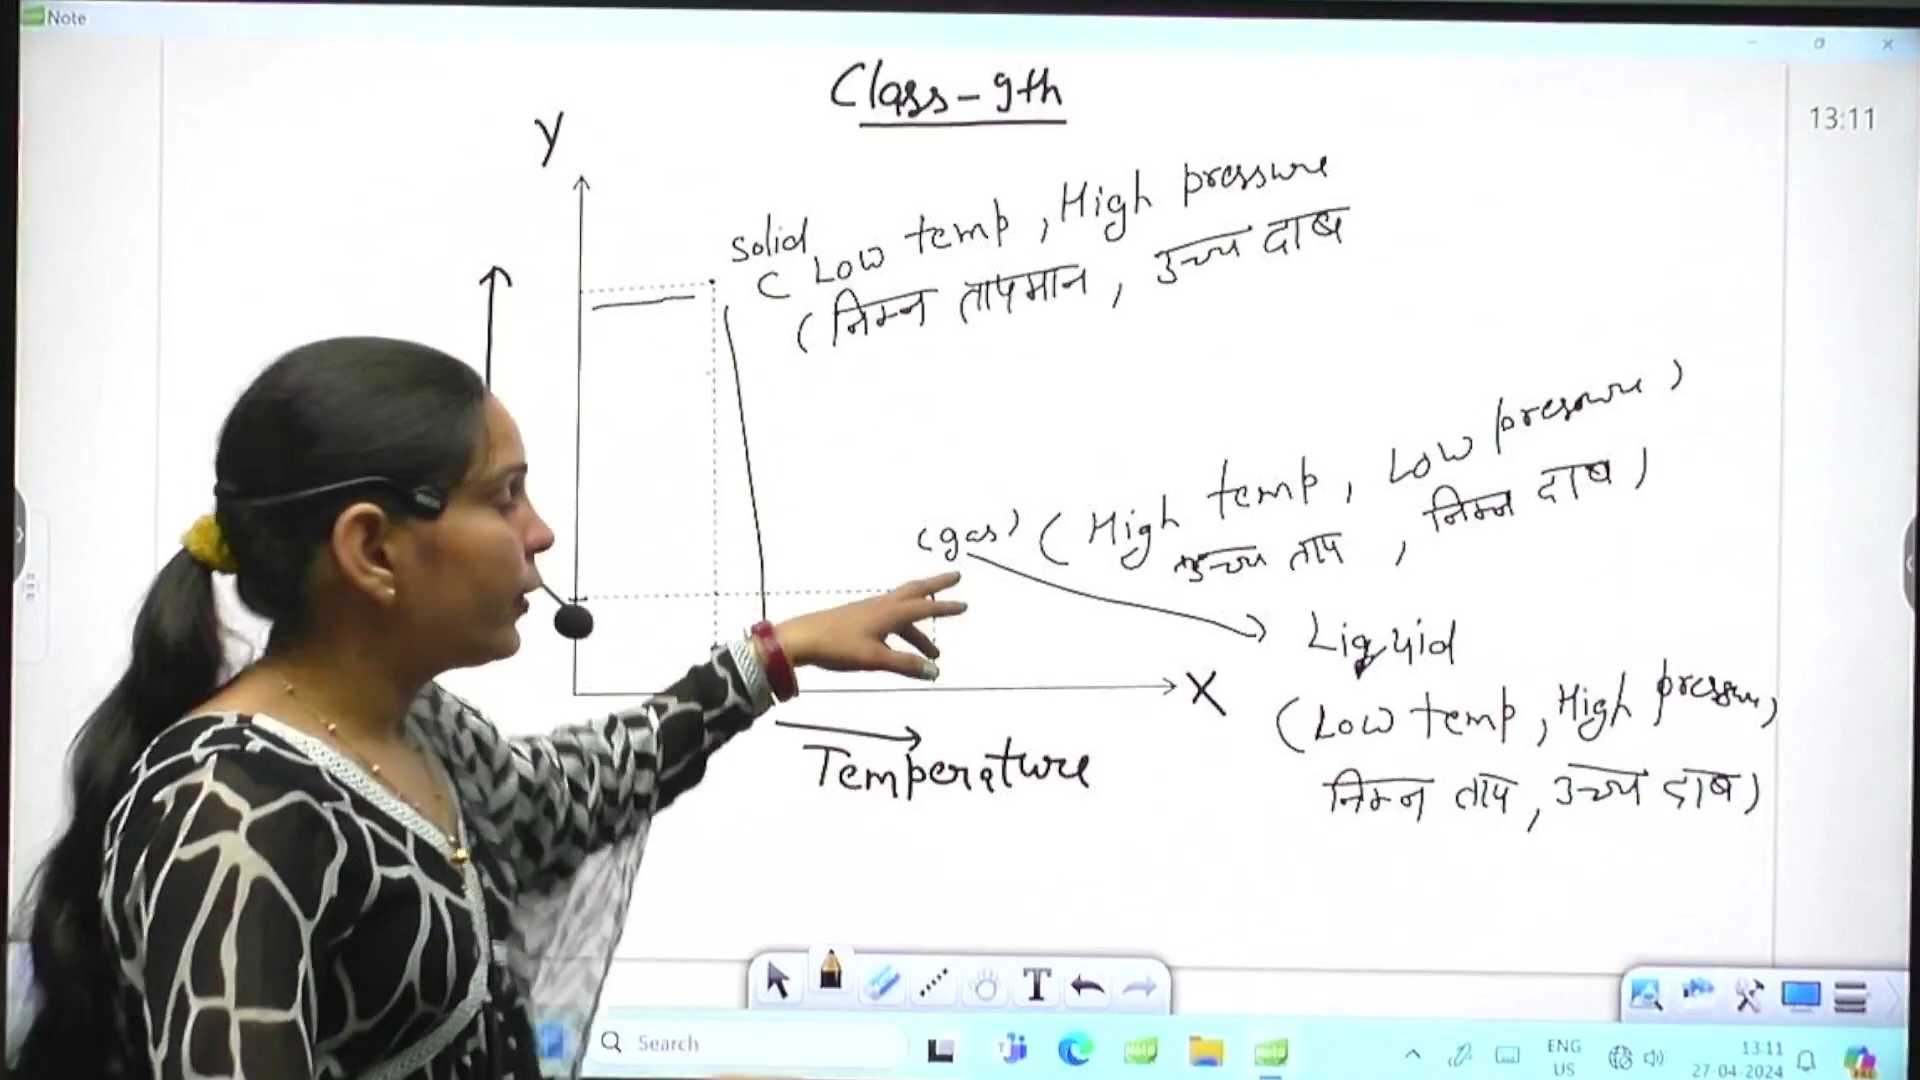 Note
Class-9th
13:11
Y
Solid
( Low temp, High pressure
(निम्न तापमान, उच्च दाब
(gas) (High temp, Low pressure)
उच्च ताप, निम्न दाब)
Liquid
(Low temp, High pressure,
निम्न ताप, उच्च दाब)
X
Temperature
T
Search
ENG
US
13:11
27-04-2024